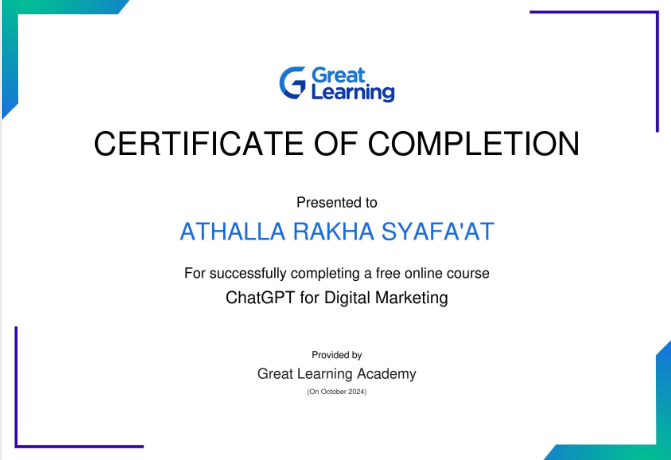 Great
Learning
CERTIFICATE OF COMPLETION
Presented to
ATHALLA RAKHA SYAFA'AT
For successfully completing a free online course
ChatGPT for Digital Marketing
Provided by
Great Learning Academy
(On October 2024)